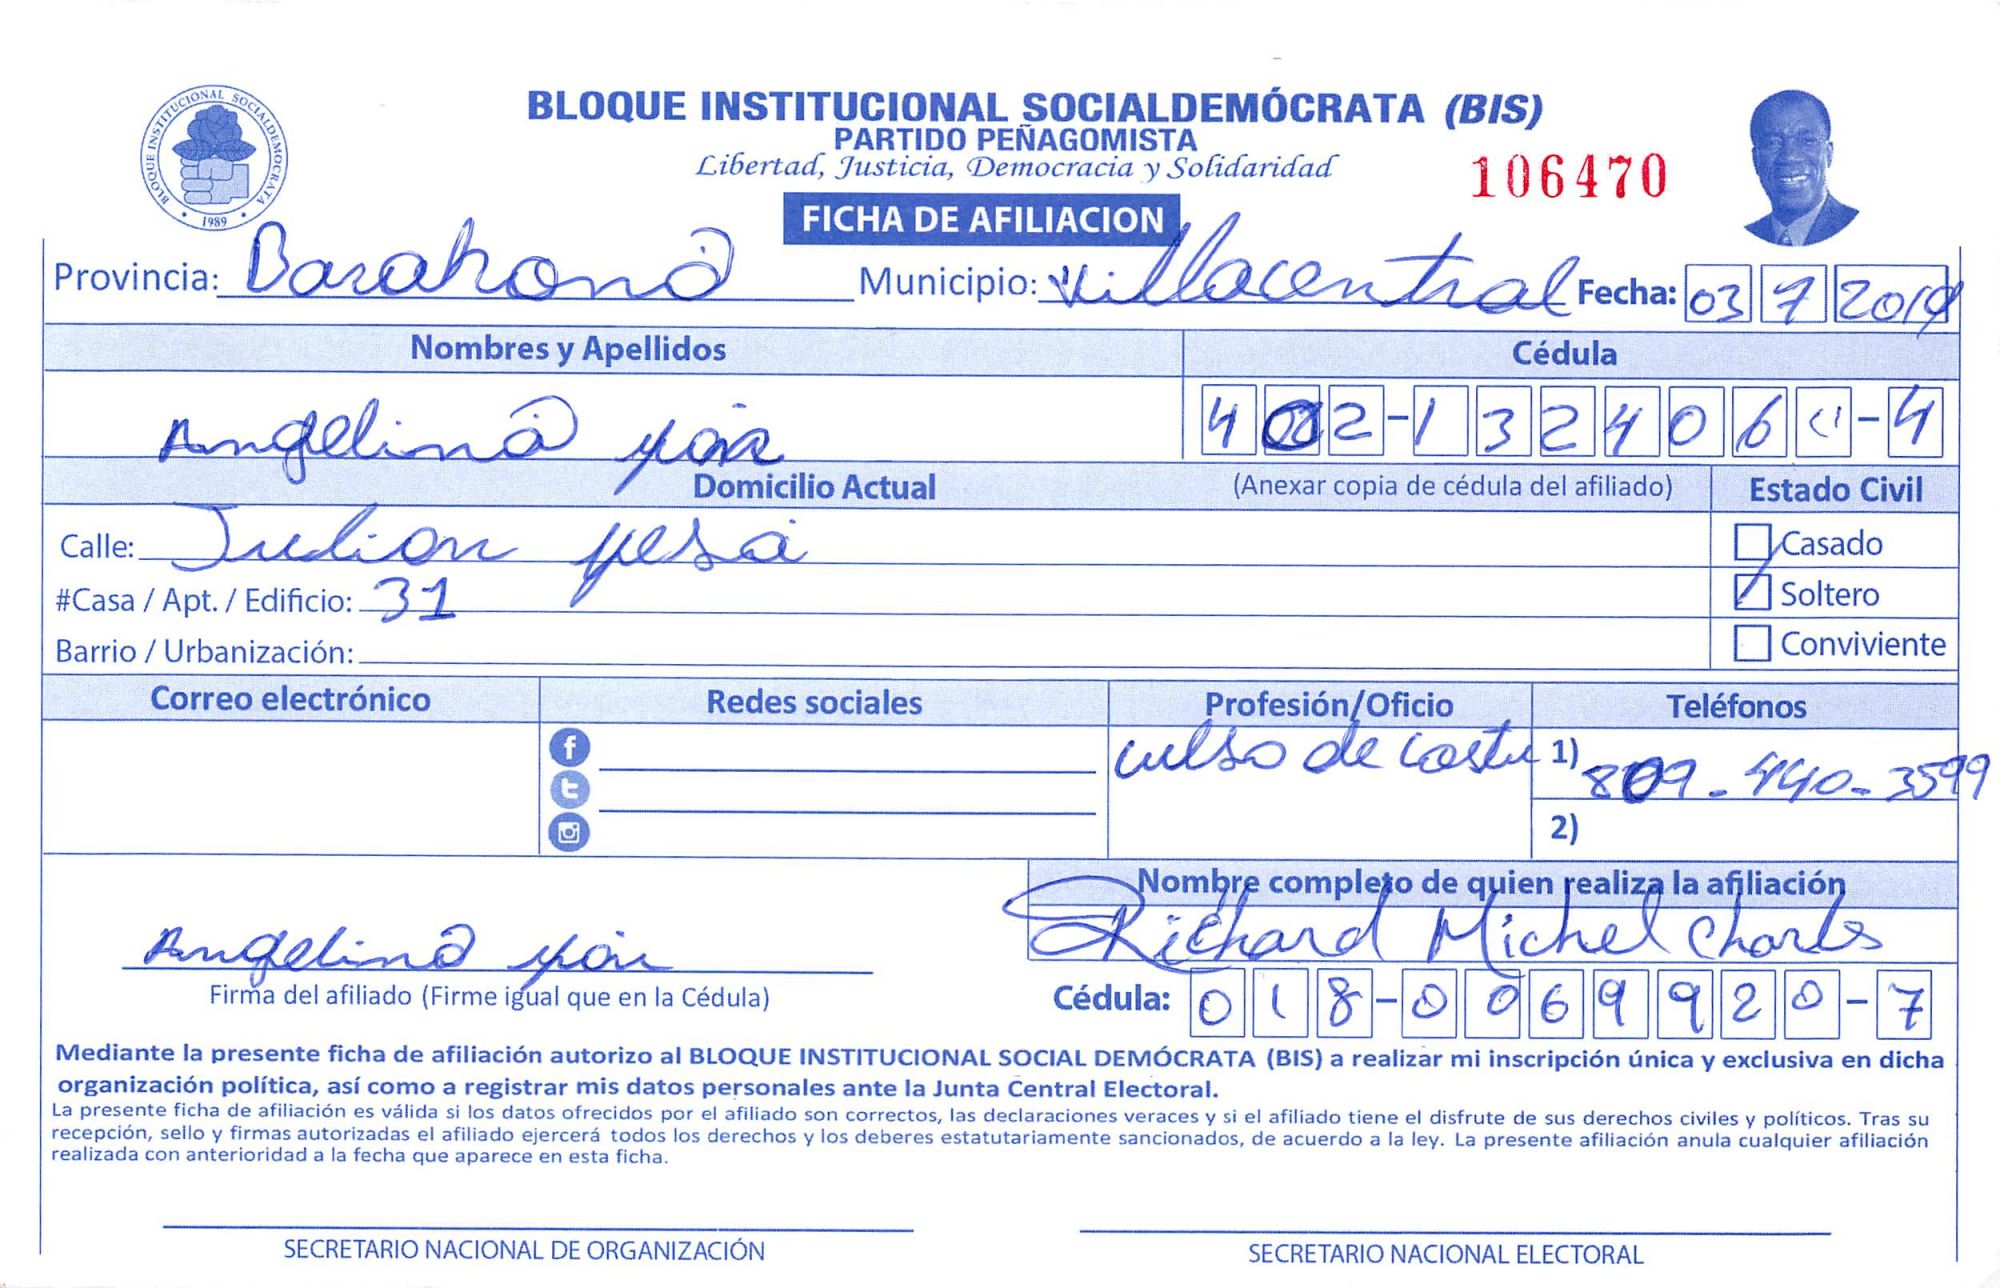 BLOQUE INSTITUCIONAL SOCIALDEMÓCRATA (BIS)
PARTIDO PEÑAGOMISTA
Libertad, Justicia, Democracia y Solidaridad
106470
BLOQUE INSTITUCIONAL SOCIALDEMOCRATA
1989
FICHA DE AFILIACION
Provincia: Barahona Municipio: Villacentral Fecha: 03 7 2019
Nombres y Apellidos Cédula
Angelina 402-132406 -4
Domicilio Actual (Anexar copia de cédula del afiliado) Estado Civil
Calle: Julion pesa Casado
#Casa / Apt. / Edificio: 31 Soltero
Barrio / Urbanización: Conviviente
Correo electrónico Redes sociales Profesión/Oficio Teléfonos
de 1) 809-440-3599
2)
Nombre completo de quien realiza la afiliación
Angelina Richard Michel Charls
Firma del afiliado (Firme igual que en la Cédula) Cédula: 018-0069920-7
Mediante la presente ficha de afiliación autorizo al BLOQUE INSTITUCIONAL SOCIAL DEMÓCRATA (BIS) a realizar mi inscripción única y exclusiva en dicha
organización política, así como a registrar mis datos personales ante la Junta Central Electoral.
La presente ficha de afiliación es válida si los datos ofrecidos por el afiliado son correctos, las declaraciones veraces y si el afiliado tiene el disfrute de sus derechos civiles y políticos. Tras su
recepción, sello y firmas autorizadas el afiliado ejercerá todos los derechos y los deberes estatutariamente sancionados, de acuerdo a la ley. La presente afiliación anula cualquier afiliación
realizada con anterioridad a la fecha que aparece en esta ficha.
SECRETARIO NACIONAL DE ORGANIZACIÓN SECRETARIO NACIONAL ELECTORAL